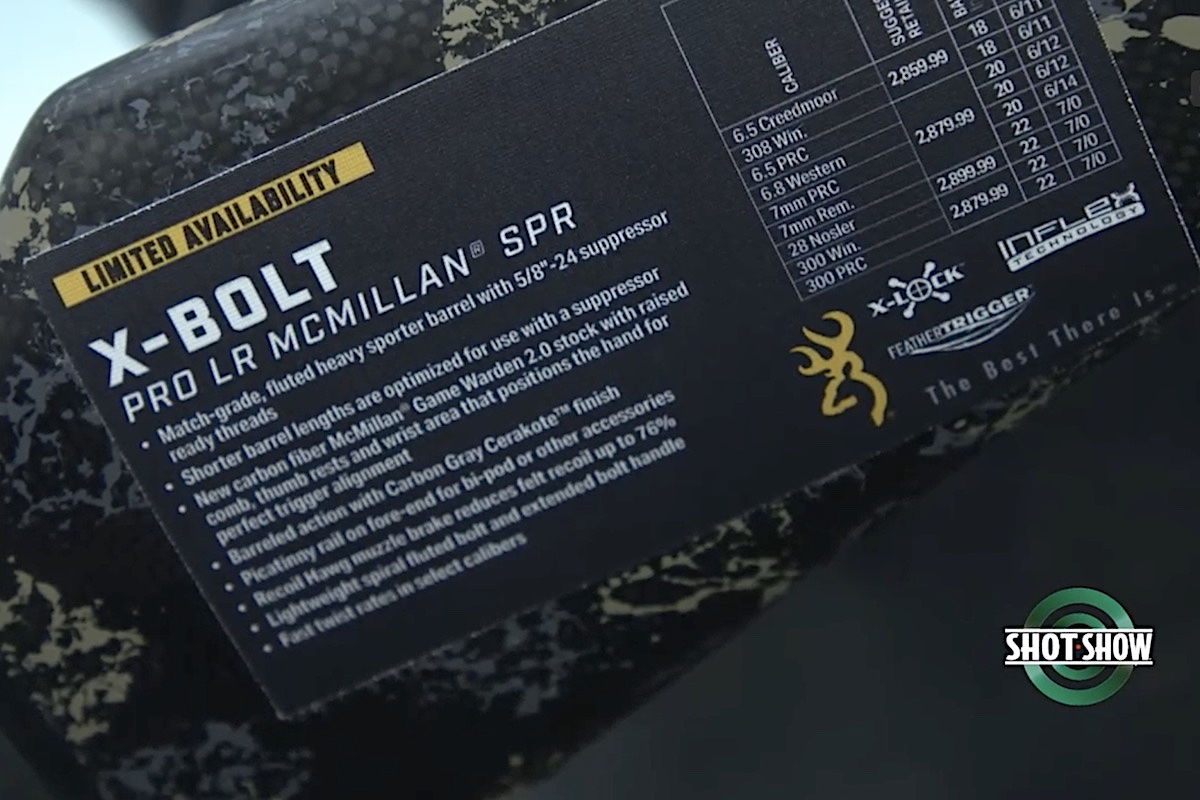 LIMITED AVAILABILITY
X-BOLT
PRO LR MCMILLAN® SPR
• Match-grade, fluted heavy sporter barrel with 5/8"-24 suppressor
ready threads
• Shorter barrel lengths are optimized for use with a suppressor
• New carbon fiber McMillan® Game Warden 2.0 stock with raised
comb, thumb rests and wrist area that positions the hand for
perfect trigger alignment
• Barreled action with Carbon Gray Cerakote™ finish
• Picatinny rail on fore-end for bi-pod or other accessories
• Recoil Hawg muzzle brake reduces felt recoil up to 76%
• Lightweight spiral fluted bolt and extended bolt handle
• Fast twist rates in select calibers
CALIBER
6.5 Creedmoor 2,859.99 18 6/11
308 Win. 18 6/11
6.5 PRC 2,879.99 20 6/12
6.8 Western 20 6/12
7mm PRC 20 6/14
7mm Rem. 22 7/0
28 Nosler 2,899.99 22 7/0
300 Win. 2,879.99 22 7/0
300 PRC 22 7/0
X-LOCK
INFLEX
TECHNOLOGY
FEATHERTRIGGER
The Best There Is
SHOT SHOW